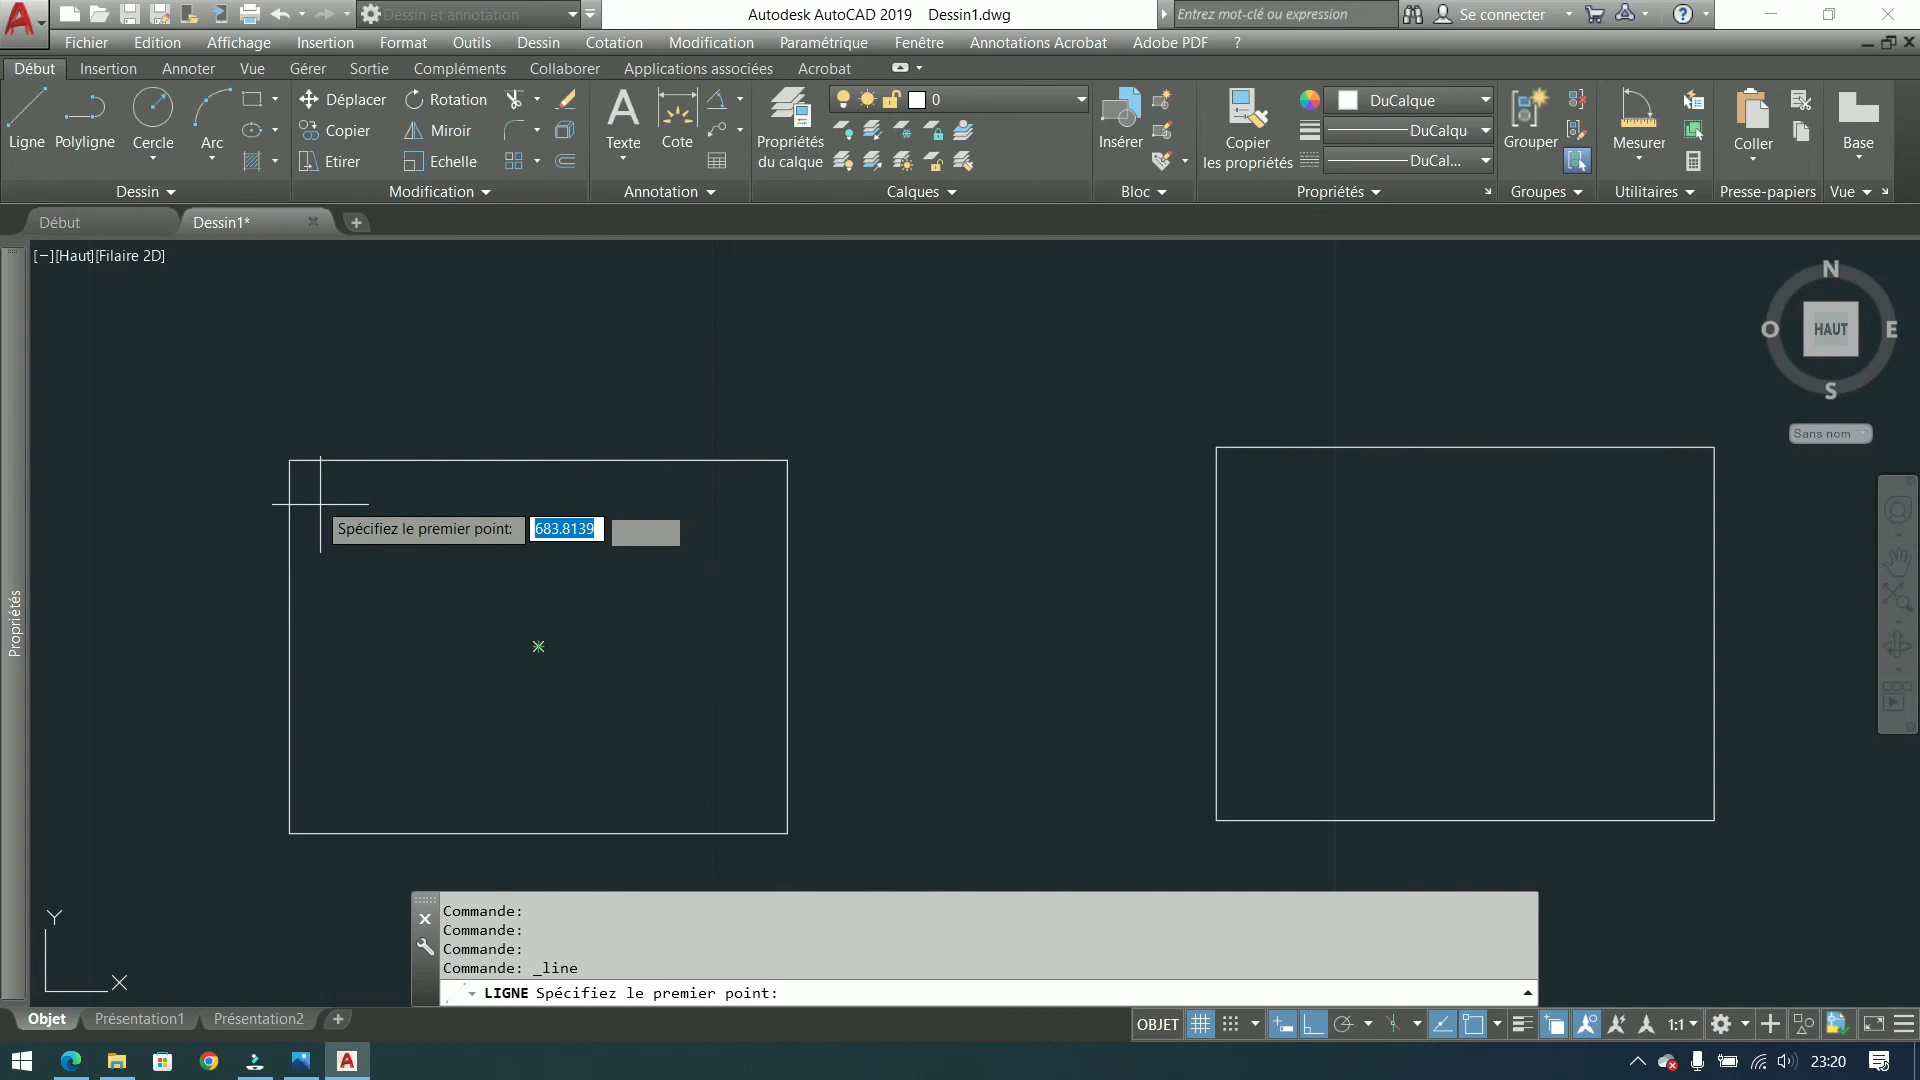 Dessin et annotation
Autodesk AutoCAD 2019 Dessin1.dwg
Entrez mot-clé ou expression
Se connecter
Fichier Edition Affichage Insertion Format Outils Dessin Cotation Modification Paramétrique Fenêtre Annotations Acrobat Adobe PDF ?
Début Insertion Annoter Vue Gérer Sortie Compléments Collaborer Applications associées Acrobat
Ligne Polyligne Cercle Arc
Déplacer Rotation
Copier Miroir
Etirer Echelle
Texte Cote
Propriétés
du calque
0
Insérer
Copier
les propriétés
DuCalque
DuCalqu
DuCal...
Grouper
Mesurer
Coller
Base
Dessin Modification Annotation Calques Bloc Propriétés Groupes Utilitaires Presse-papiers Vue
Début Dessin1* +
[−][Haut][Filaire 2D]
N
O HAUT E
S
Sans nom
Spécifiez le premier point: 683.8139
Propriétés
Y
X
Commande:
Commande:
Commande:
Commande: _line
LIGNE Spécifiez le premier point:
Objet Présentation1 Présentation2 +
OBJET 1:1
23:20